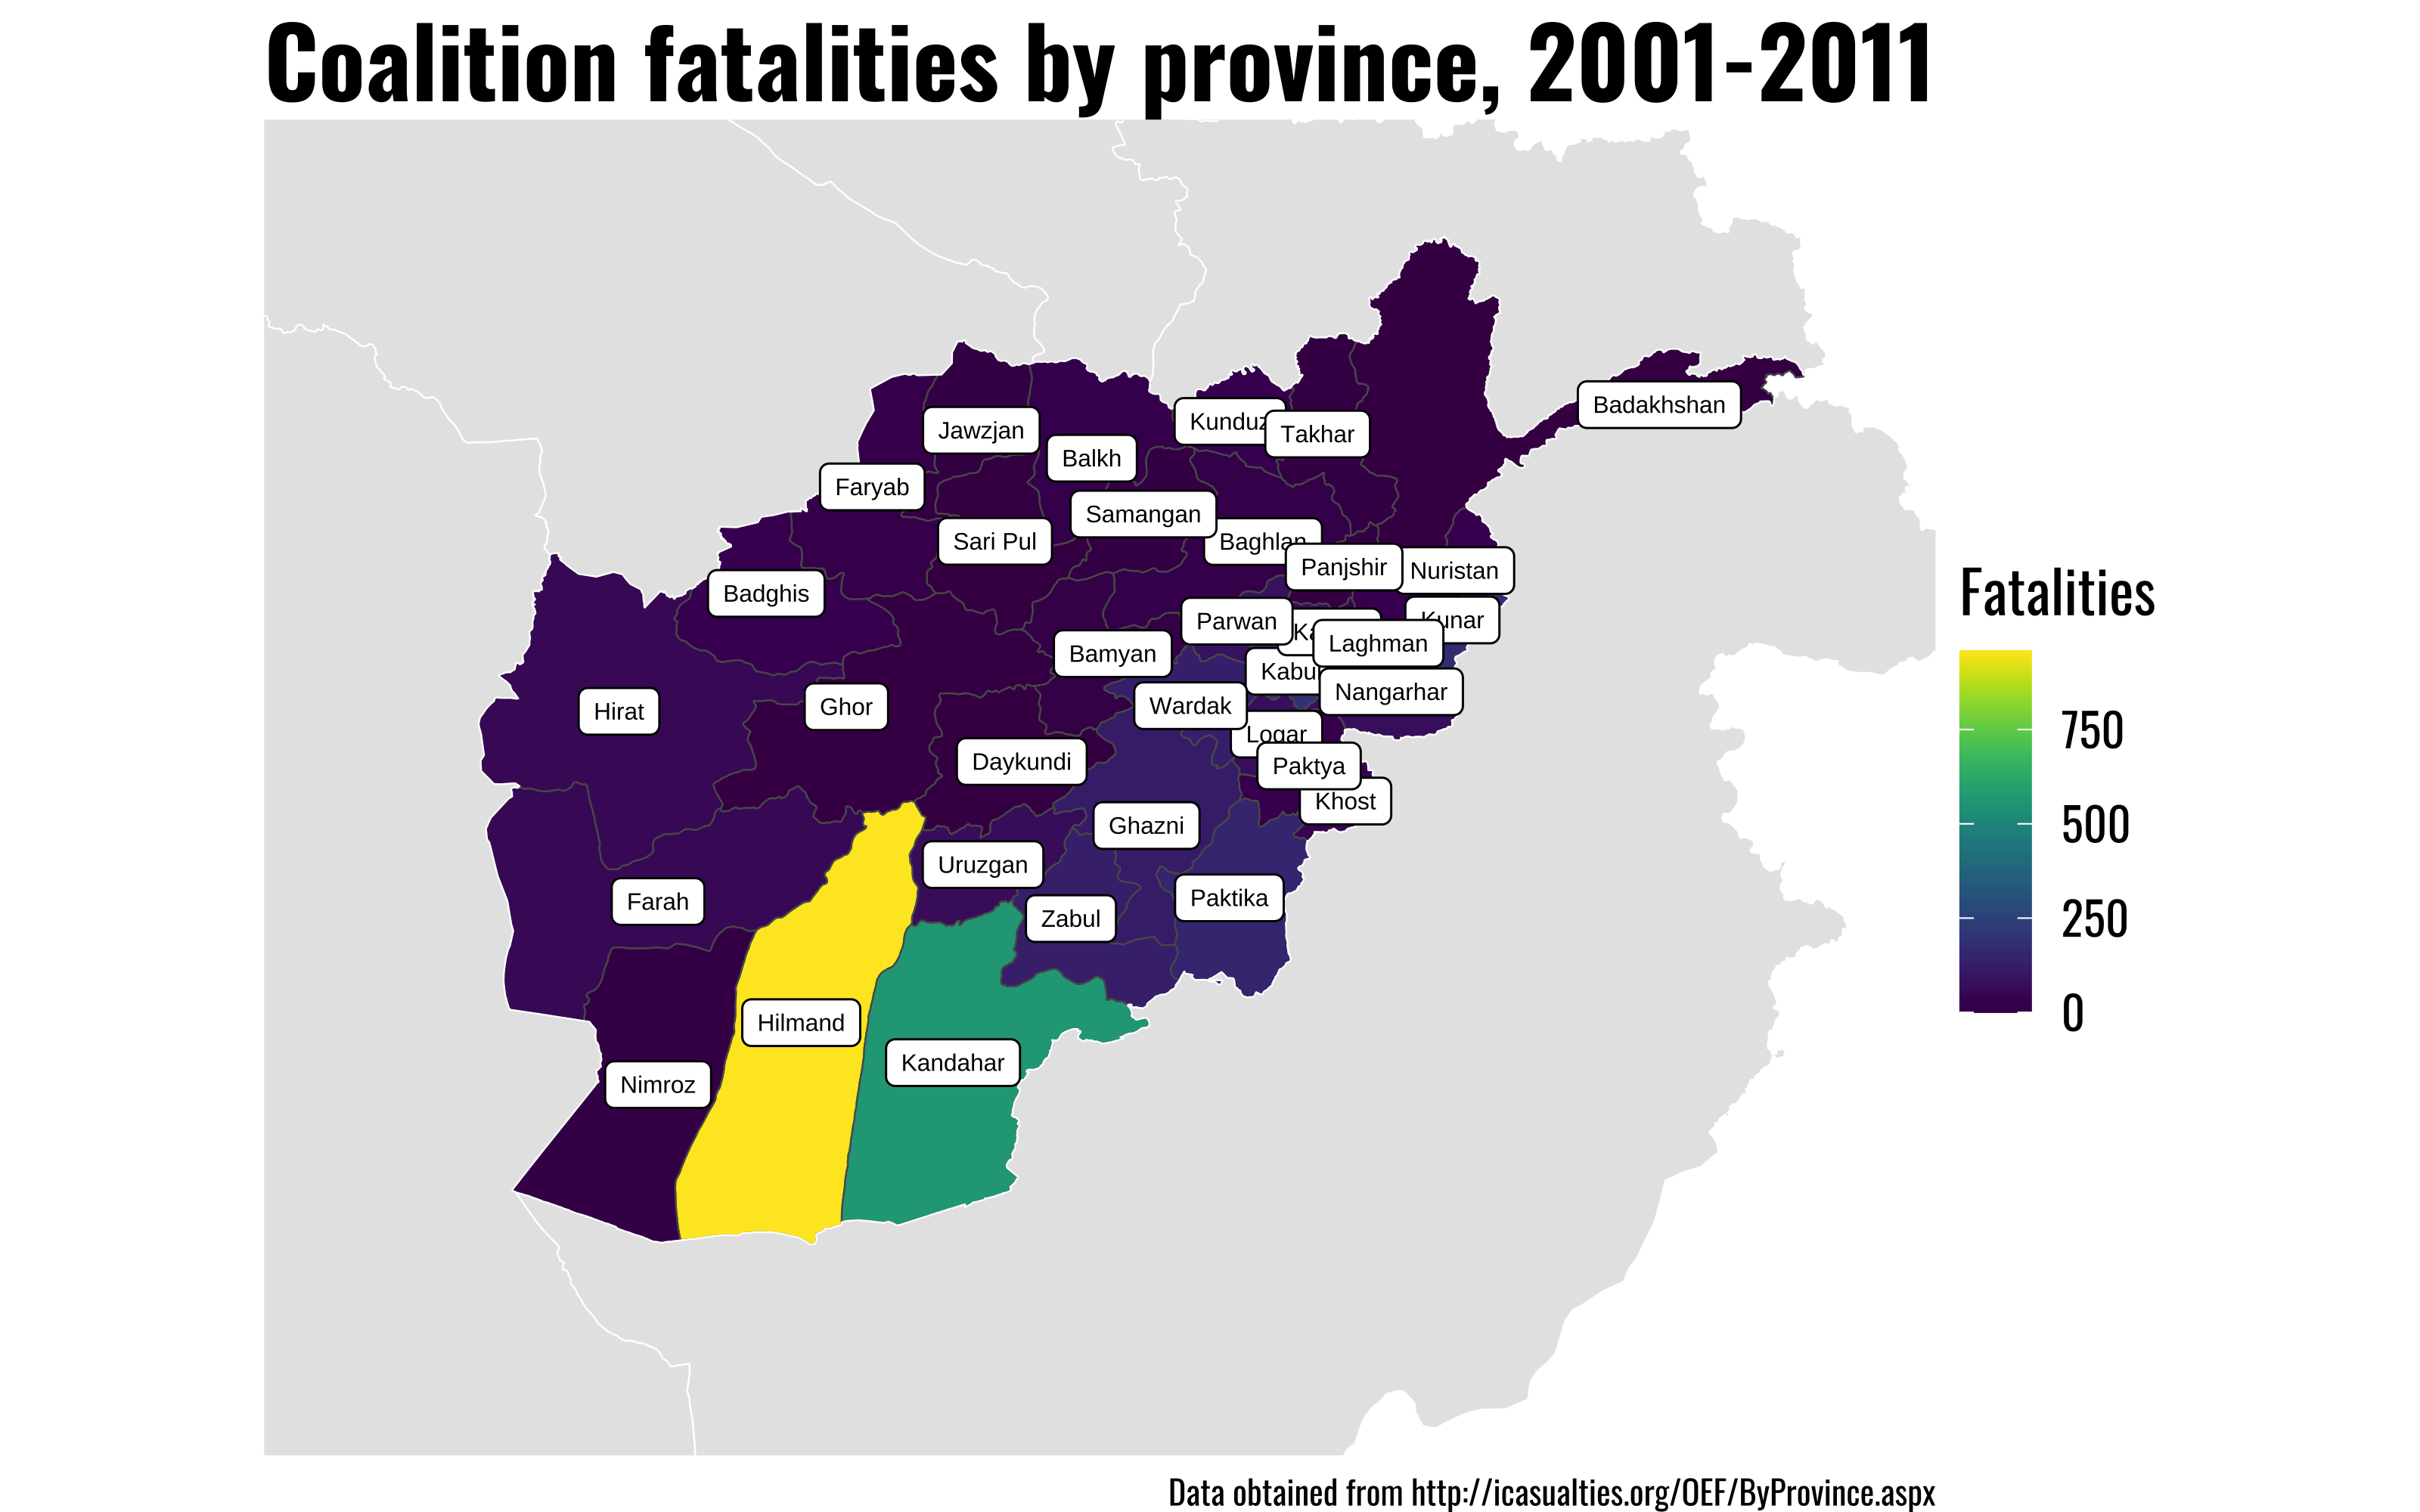 Coalition fatalities by province, 2001-2011
Badakhshan
Kunduz
Takhar
Jawzjan
Balkh
Faryab
Samangan
Sari Pul
Baghlan
Panjshir
Nuristan
Badghis
Parwan
Kunar
Laghman
Bamyan
Kabul
Nangarhar
Wardak
Hirat
Ghor
Logar
Daykundi
Paktya
Khost
Ghazni
Uruzgan
Farah
Zabul
Paktika
Hilmand
Kandahar
Nimroz
Fatalities
750
500
250
0
Data obtained from http://icasualties.org/OEF/ByProvince.aspx